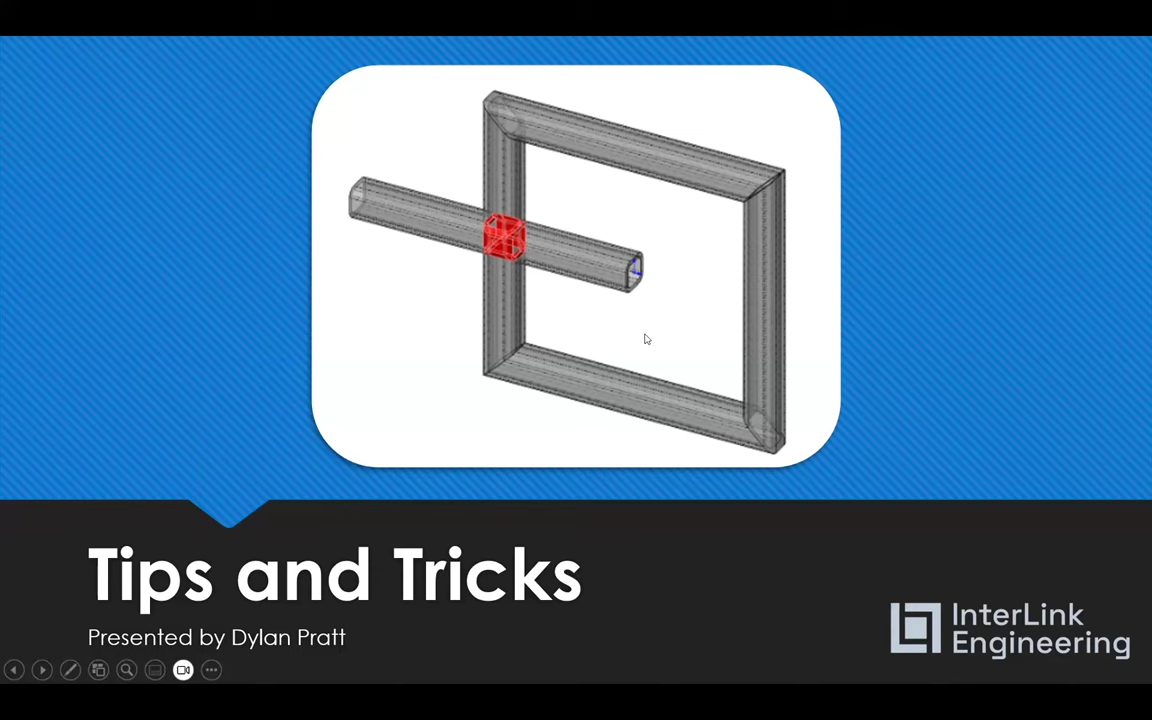 Tips and Tricks
Presented by Dylan Pratt
InterLink
Engineering